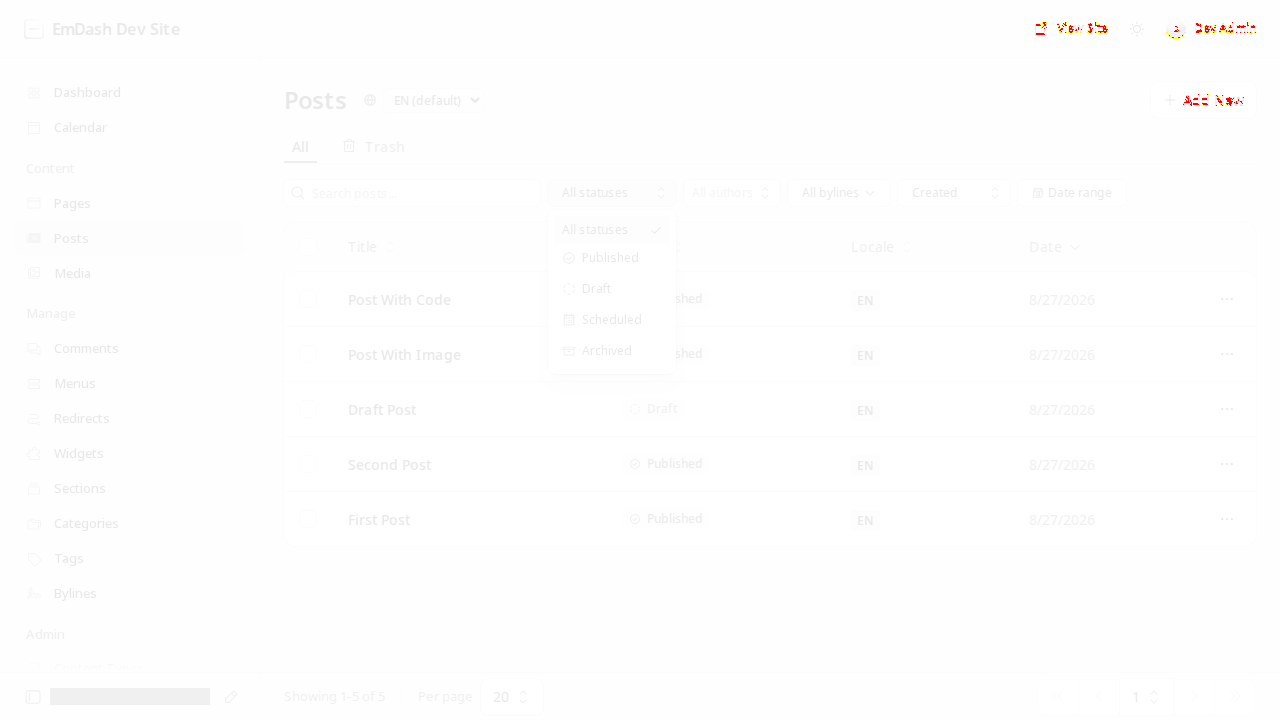 EmDash Dev Site
View Site
Dev Admin
Dashboard
Calendar
Content
Pages
Posts
Media
Manage
Comments
Menus
Redirects
Widgets
Sections
Categories
Tags
Bylines
Admin
Posts
EN (default)
Add New
All
Trash
Search posts...
All statuses
All authors
All bylines
Created
Date range
All statuses
Published
Draft
Scheduled
Archived
Title
Locale
Date
Post With Code
EN
8/27/2026
Post With Image
EN
8/27/2026
Draft Post
Draft
EN
8/27/2026
Second Post
Published
EN
8/27/2026
First Post
Published
EN
8/27/2026
Showing 1-5 of 5
Per page
20
1